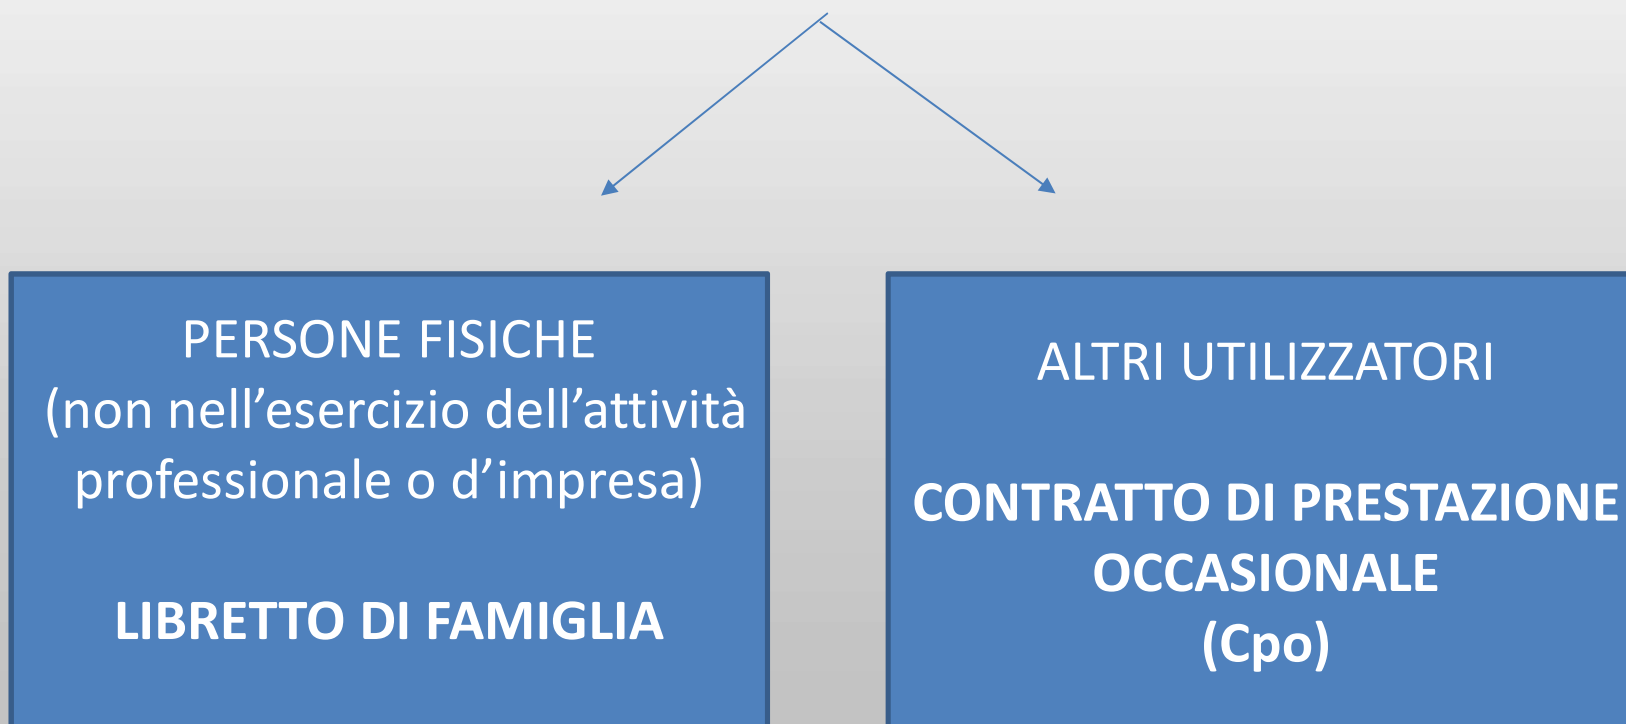 PERSONE FISICHE
(non nell’esercizio dell’attività
professionale o d’impresa)
LIBRETTO DI FAMIGLIA
ALTRI UTILIZZATORI
CONTRATTO DI PRESTAZIONE
OCCASIONALE
(Cpo)